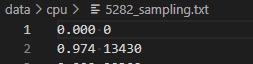 data > cpu > 5282_sampling.txt
1 0.000 0
2 0.974 13430